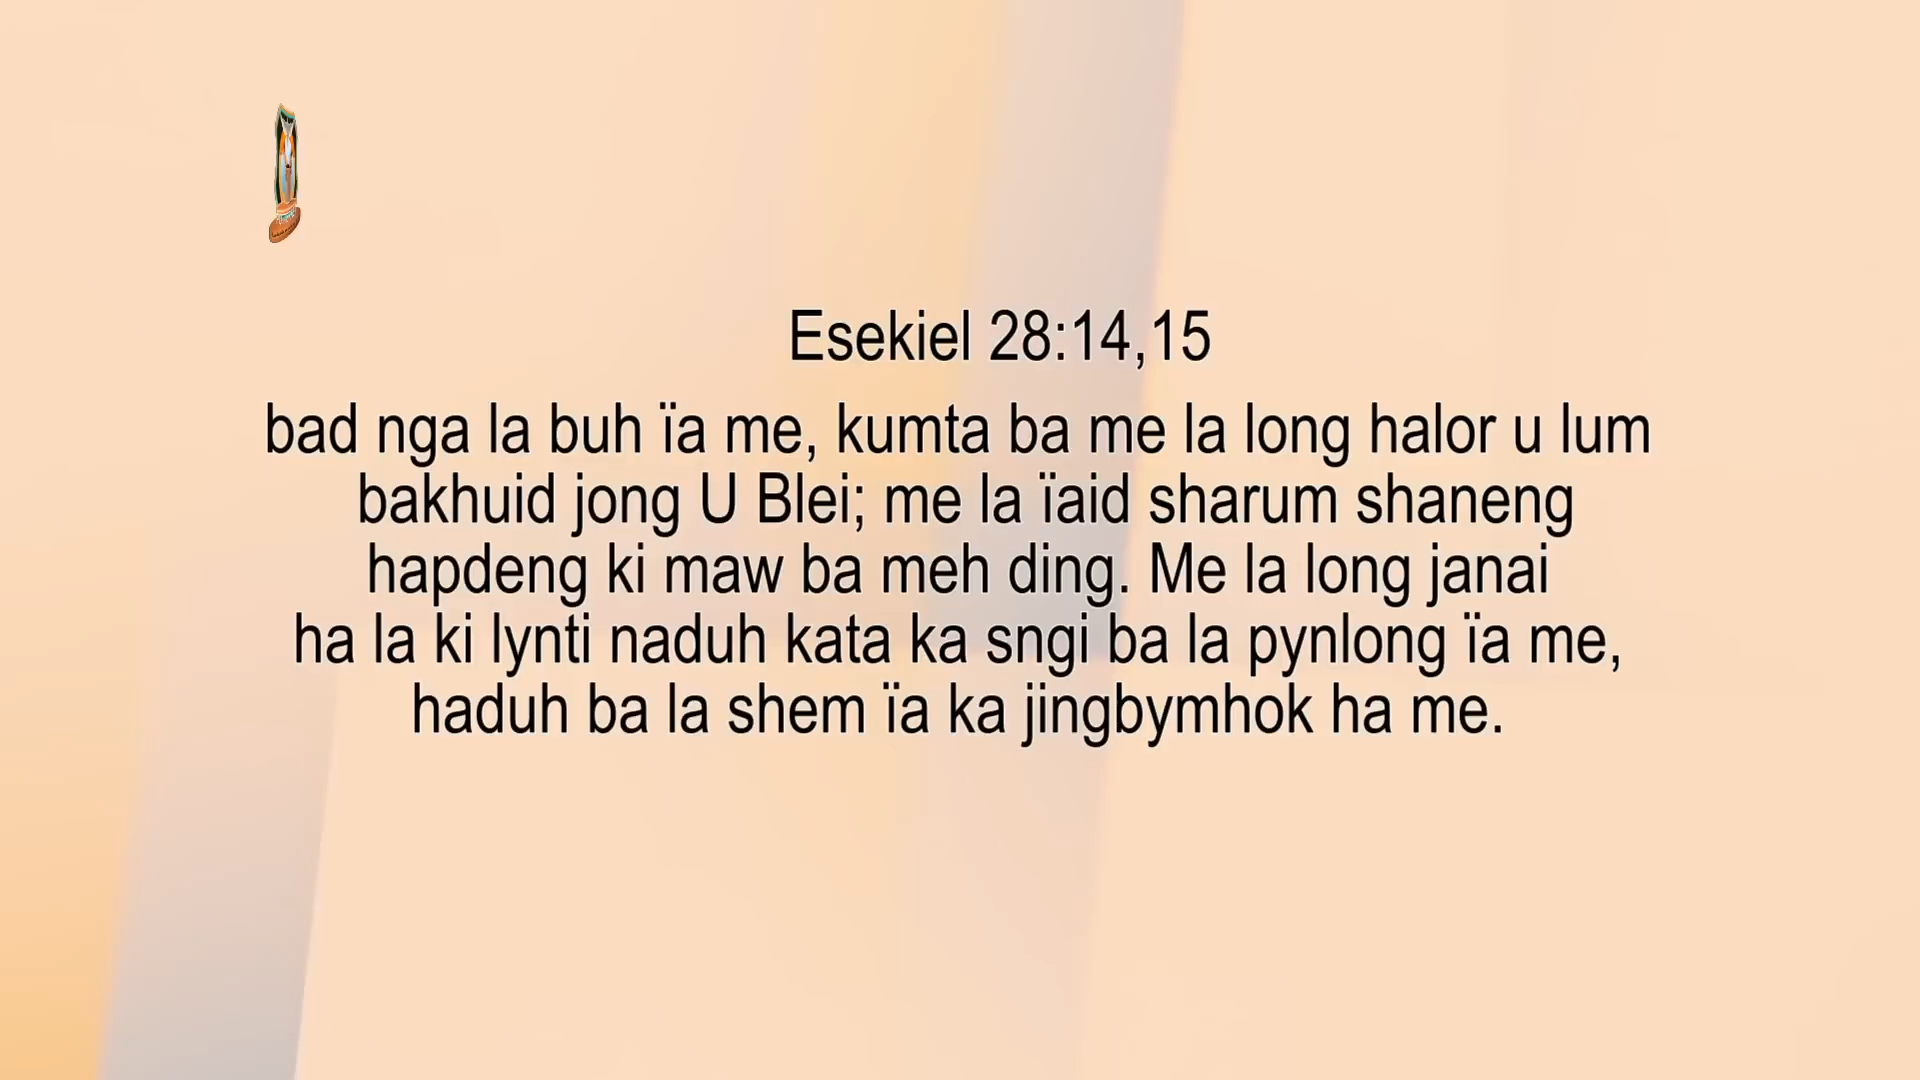 Esekiel 28:14,15
bad nga la buh ïa me, kumta ba me la long halor u lum
bakhuid jong U Blei; me la ïaid sharum shaneng
hapdeng ki maw ba meh ding. Me la long janai
ha la ki lynti naduh kata ka sngi ba la pynlong ïa me,
haduh ba la shem ïa ka jingbymhok ha me.